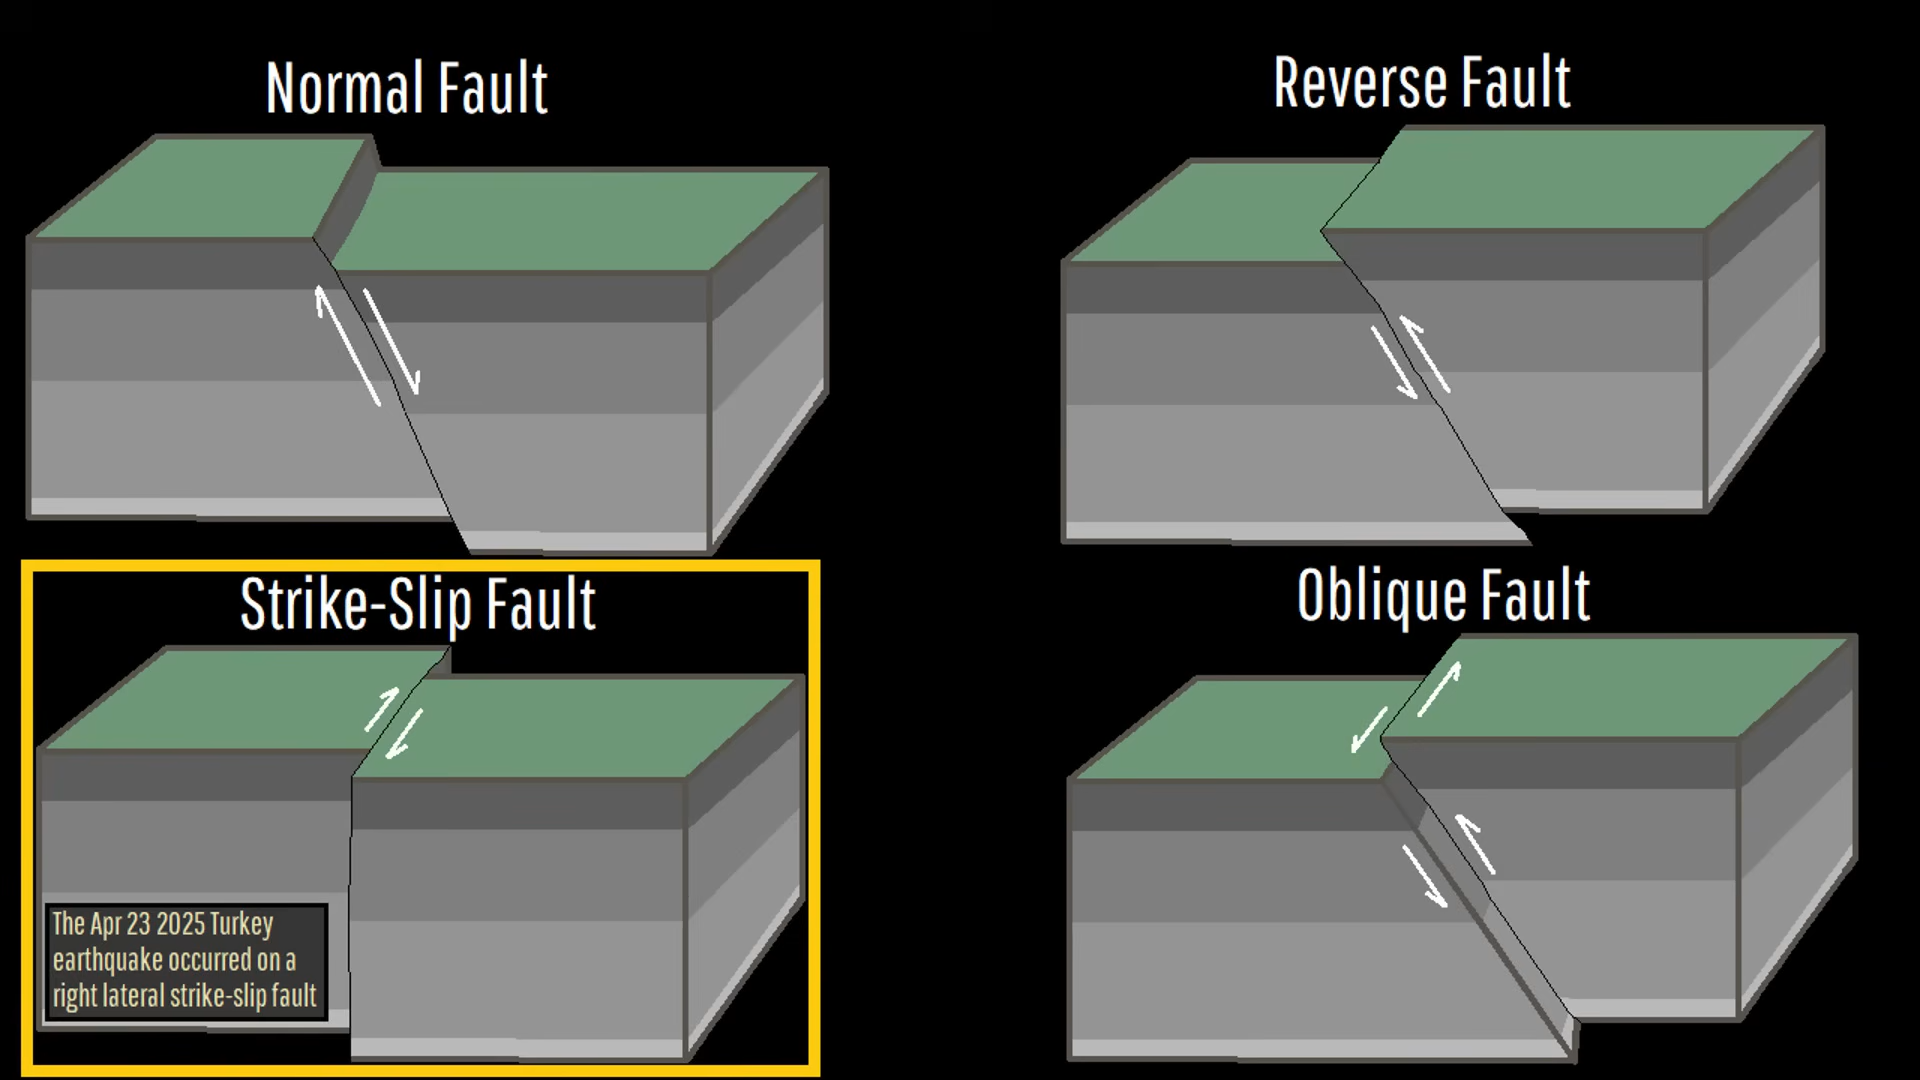 Normal Fault
Reverse Fault
Strike-Slip Fault
The Apr 23 2025 Turkey
earthquake occurred on a
right lateral strike-slip fault
Oblique Fault